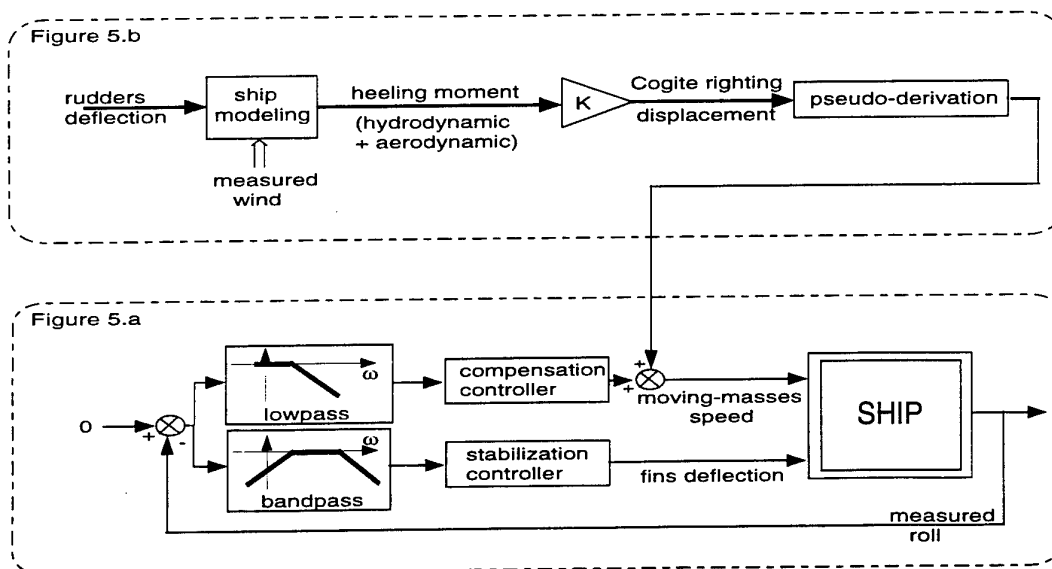 Figure 5.b
rudders
deflection
ship
modeling
measured
wind
heeling moment
(hydrodynamic
+ aerodynamic)
K
Cogite righting
displacement
pseudo-derivation
Figure 5.a
0
+
-
ω
lowpass
ω
bandpass
compensation
controller
stabilization
controller
+
+
moving-masses
speed
fins deflection
SHIP
measured
roll